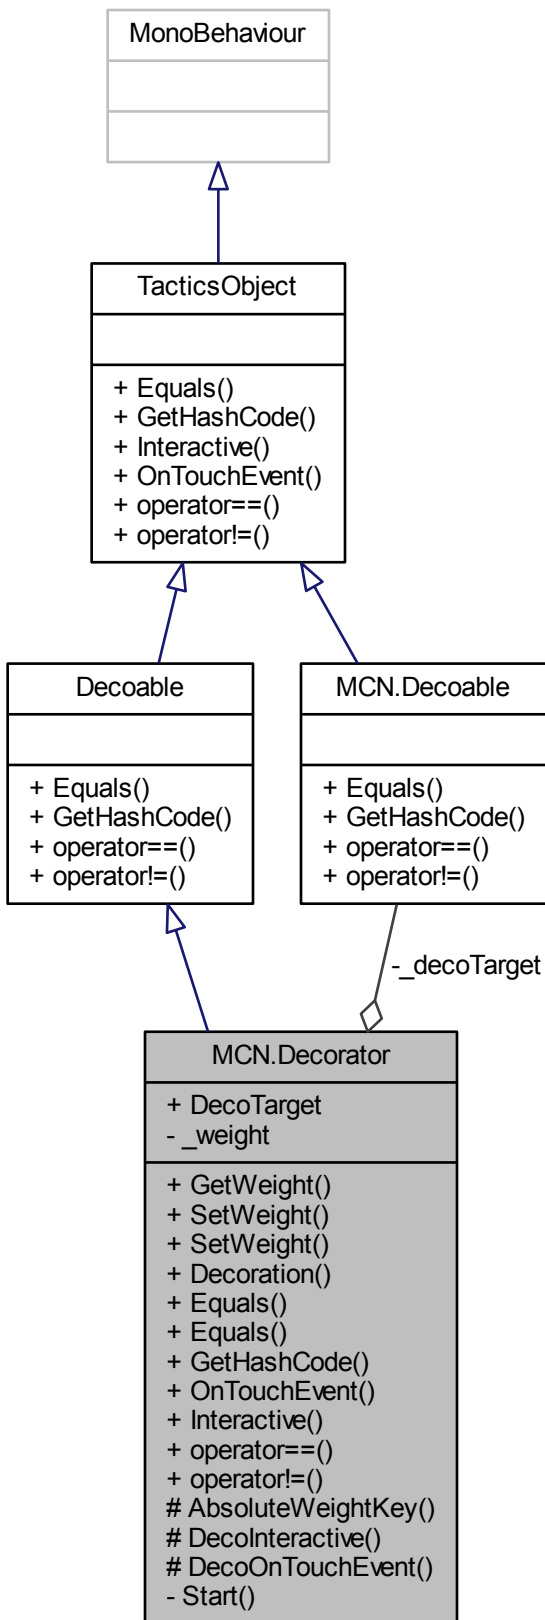 MonoBehaviour
TacticsObject
+ Equals()
+ GetHashCode()
+ Interactive()
+ OnTouchEvent()
+ operator==()
+ operator!=()
Decoable
+ Equals()
+ GetHashCode()
+ operator==()
+ operator!=()
MCN.Decoable
+ Equals()
+ GetHashCode()
+ operator==()
+ operator!=()
-_decoTarget
MCN.Decorator
+ DecoTarget
- _weight
+ GetWeight()
+ SetWeight()
+ SetWeight()
+ Decoration()
+ Equals()
+ Equals()
+ GetHashCode()
+ OnTouchEvent()
+ Interactive()
+ operator==()
+ operator!=()
# AbsoluteWeightKey()
# DecoInteractive()
# DecoOnTouchEvent()
- Start()